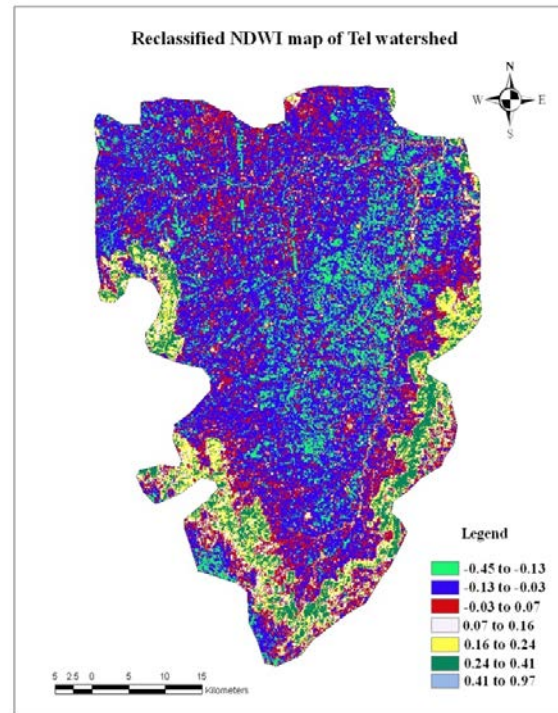 Reclassified NDWI map of Tel watershed
N
W E
S
Legend
-0.45 to -0.13
-0.13 to -0.03
-0.03 to 0.07
0.07 to 0.16
0.16 to 0.24
0.24 to 0.41
0.41 to 0.97
5 2.5 0 5 10 15
Kilometers